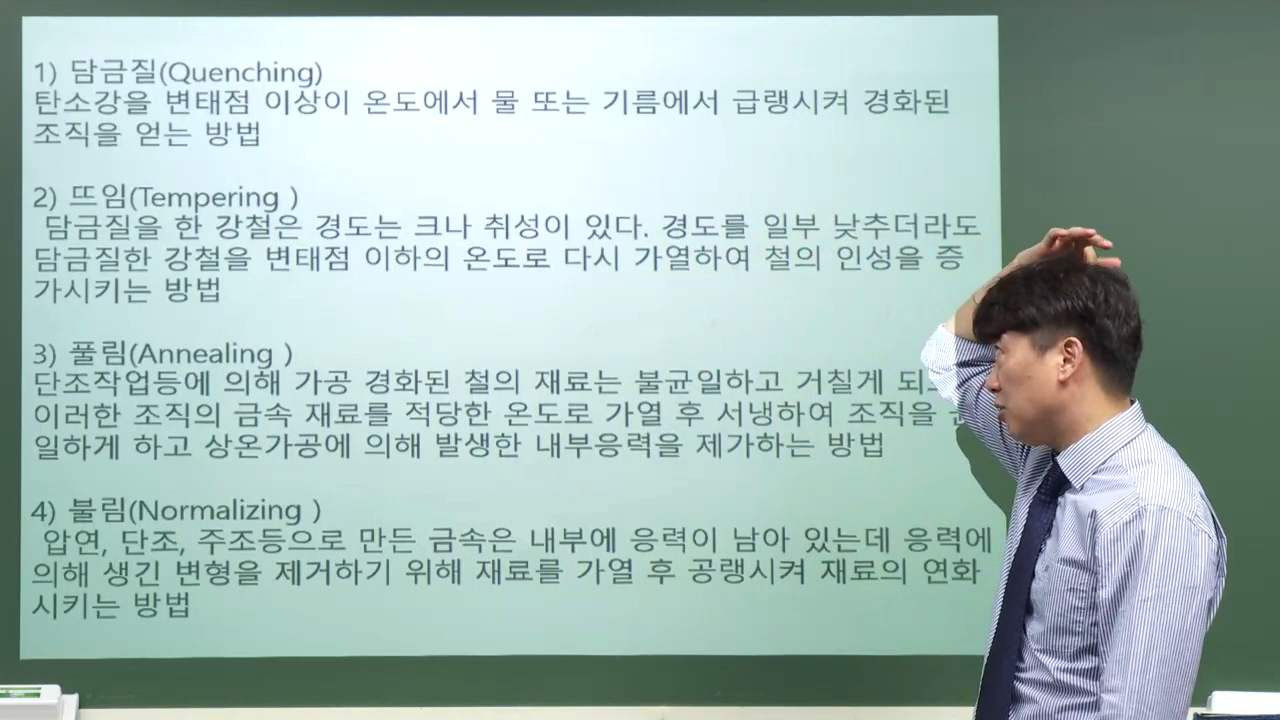 1) 담금질(Quenching)
탄소강을 변태점 이상이 온도에서 물 또는 기름에서 급랭시켜 경화된
조직을 얻는 방법
2) 뜨임(Tempering )
담금질을 한 강철은 경도는 크나 취성이 있다. 경도를 일부 낮추더라도
담금질한 강철을 변태점 이하의 온도로 다시 가열하여 철의 인성을 증
가시키는 방법
3) 풀림(Annealing )
단조작업등에 의해 가공 경화된 철의 재료는 불균일하고 거칠게
이러한 조직의 금속 재료를 적당한 온도로 가열 후 서냉하여 조직을
일하게 하고 상온가공에 의해 발생한 내부응력을 제가하는 방법
4) 불림(Normalizing )
압연, 단조, 주조등으로 만든 금속은 내부에 응력이 남아 있는데 응력에
의해 생긴 변형을 제거하기 위해 재료를 가열 후 공랭시켜 재료의 연화
시키는 방법